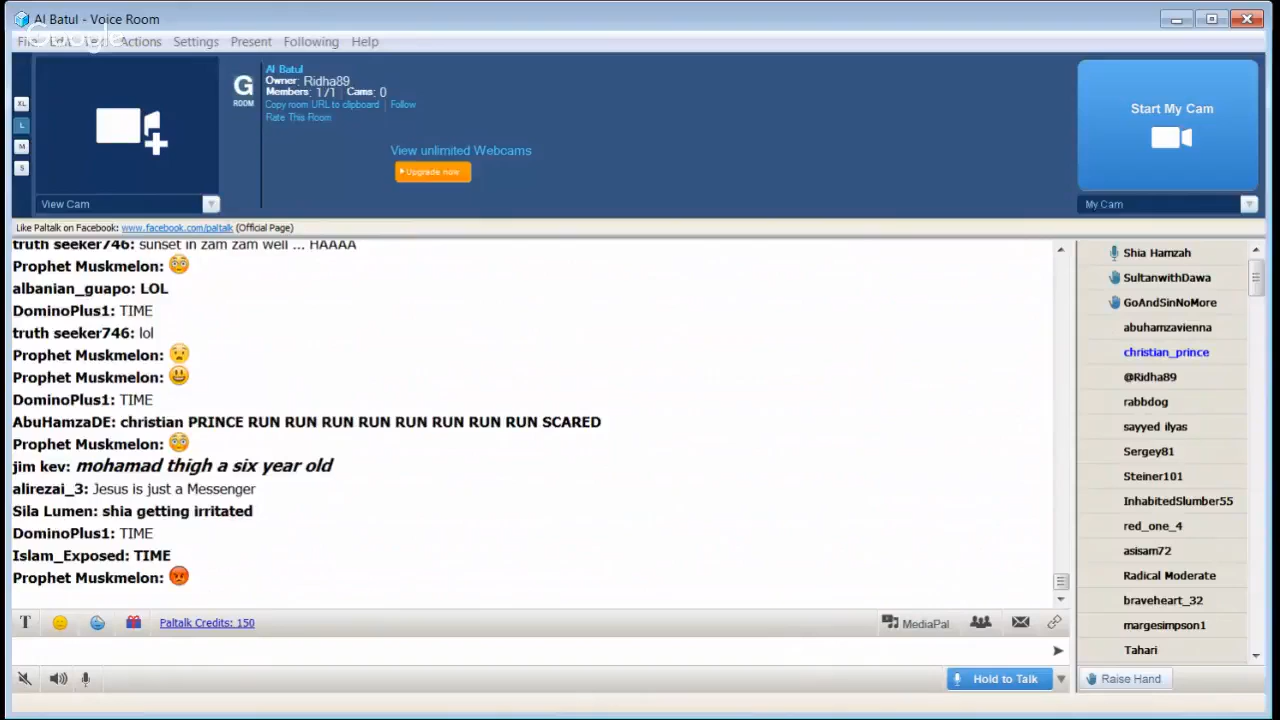 Al Batul - Voice Room
Google
File Edit View Actions Settings Present Following Help
XL
L
M
S
View Cam
G
ROOM
Al Batul
Owner: Ridha89
Members: 1/1 Cams: 0
Copy room URL to clipboard | Follow
Rate This Room
View unlimited Webcams
Upgrade now
Start My Cam
My Cam
Like Paltalk on Facebook: www.facebook.com/paltalk (Official Page)
truth seeker746: sunset in zam zam well ... HAAAA
Prophet Muskmelon:
albanian_guapo: LOL
DominoPlus1: TIME
truth seeker746: lol
Prophet Muskmelon:
Prophet Muskmelon:
DominoPlus1: TIME
AbuHamzaDE: christian PRINCE RUN RUN RUN RUN RUN RUN RUN RUN SCARED
Prophet Muskmelon:
jim kev: mohamad thigh a six year old
alirezai_3: Jesus is just a Messenger
Sila Lumen: shia getting irritated
DominoPlus1: TIME
Islam_Exposed: TIME
Prophet Muskmelon:
T
Paltalk Credits: 150
MediaPal
Hold to Talk
Shia Hamzah
SultanwithDawa
GoAndSinNoMore
abuhamzavienna
christian_prince
@Ridha89
rabbdog
sayyed ilyas
Sergey81
Steiner101
InhabitedSlumber55
red_one_4
asisam72
Radical Moderate
braveheart_32
margesimpson1
Tahari
Raise Hand